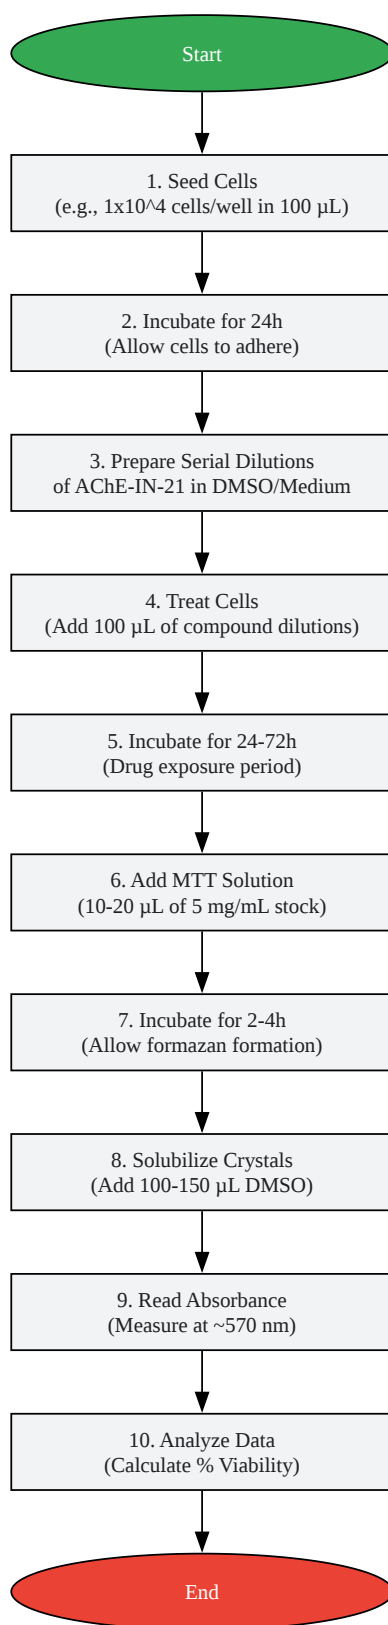 Start
1. Seed Cells
(e.g., 1x10^4 cells/well in 100 µL)
2. Incubate for 24h
(Allow cells to adhere)
3. Prepare Serial Dilutions
of AChE-IN-21 in DMSO/Medium
4. Treat Cells
(Add 100 µL of compound dilutions)
5. Incubate for 24-72h
(Drug exposure period)
6. Add MTT Solution
(10-20 µL of 5 mg/mL stock)
7. Incubate for 2-4h
(Allow formazan formation)
8. Solubilize Crystals
(Add 100-150 µL DMSO)
9. Read Absorbance
(Measure at ~570 nm)
10. Analyze Data
(Calculate % Viability)
End